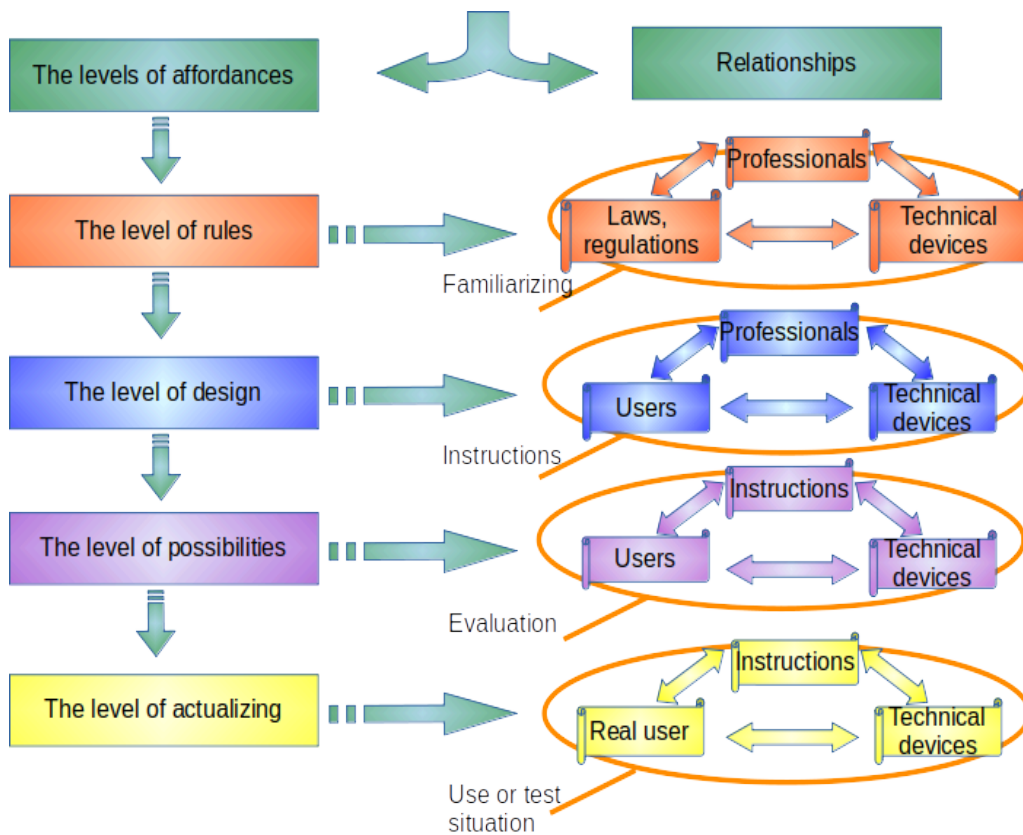 The levels of affordances
Relationships
The level of rules
Professionals
Laws,
regulations
Technical
devices
Familiarizing
The level of design
Professionals
Users
Technical
devices
Instructions
The level of possibilities
Instructions
Users
Technical
devices
Evaluation
The level of actualizing
Instructions
Real user
Technical
devices
Use or test
situation